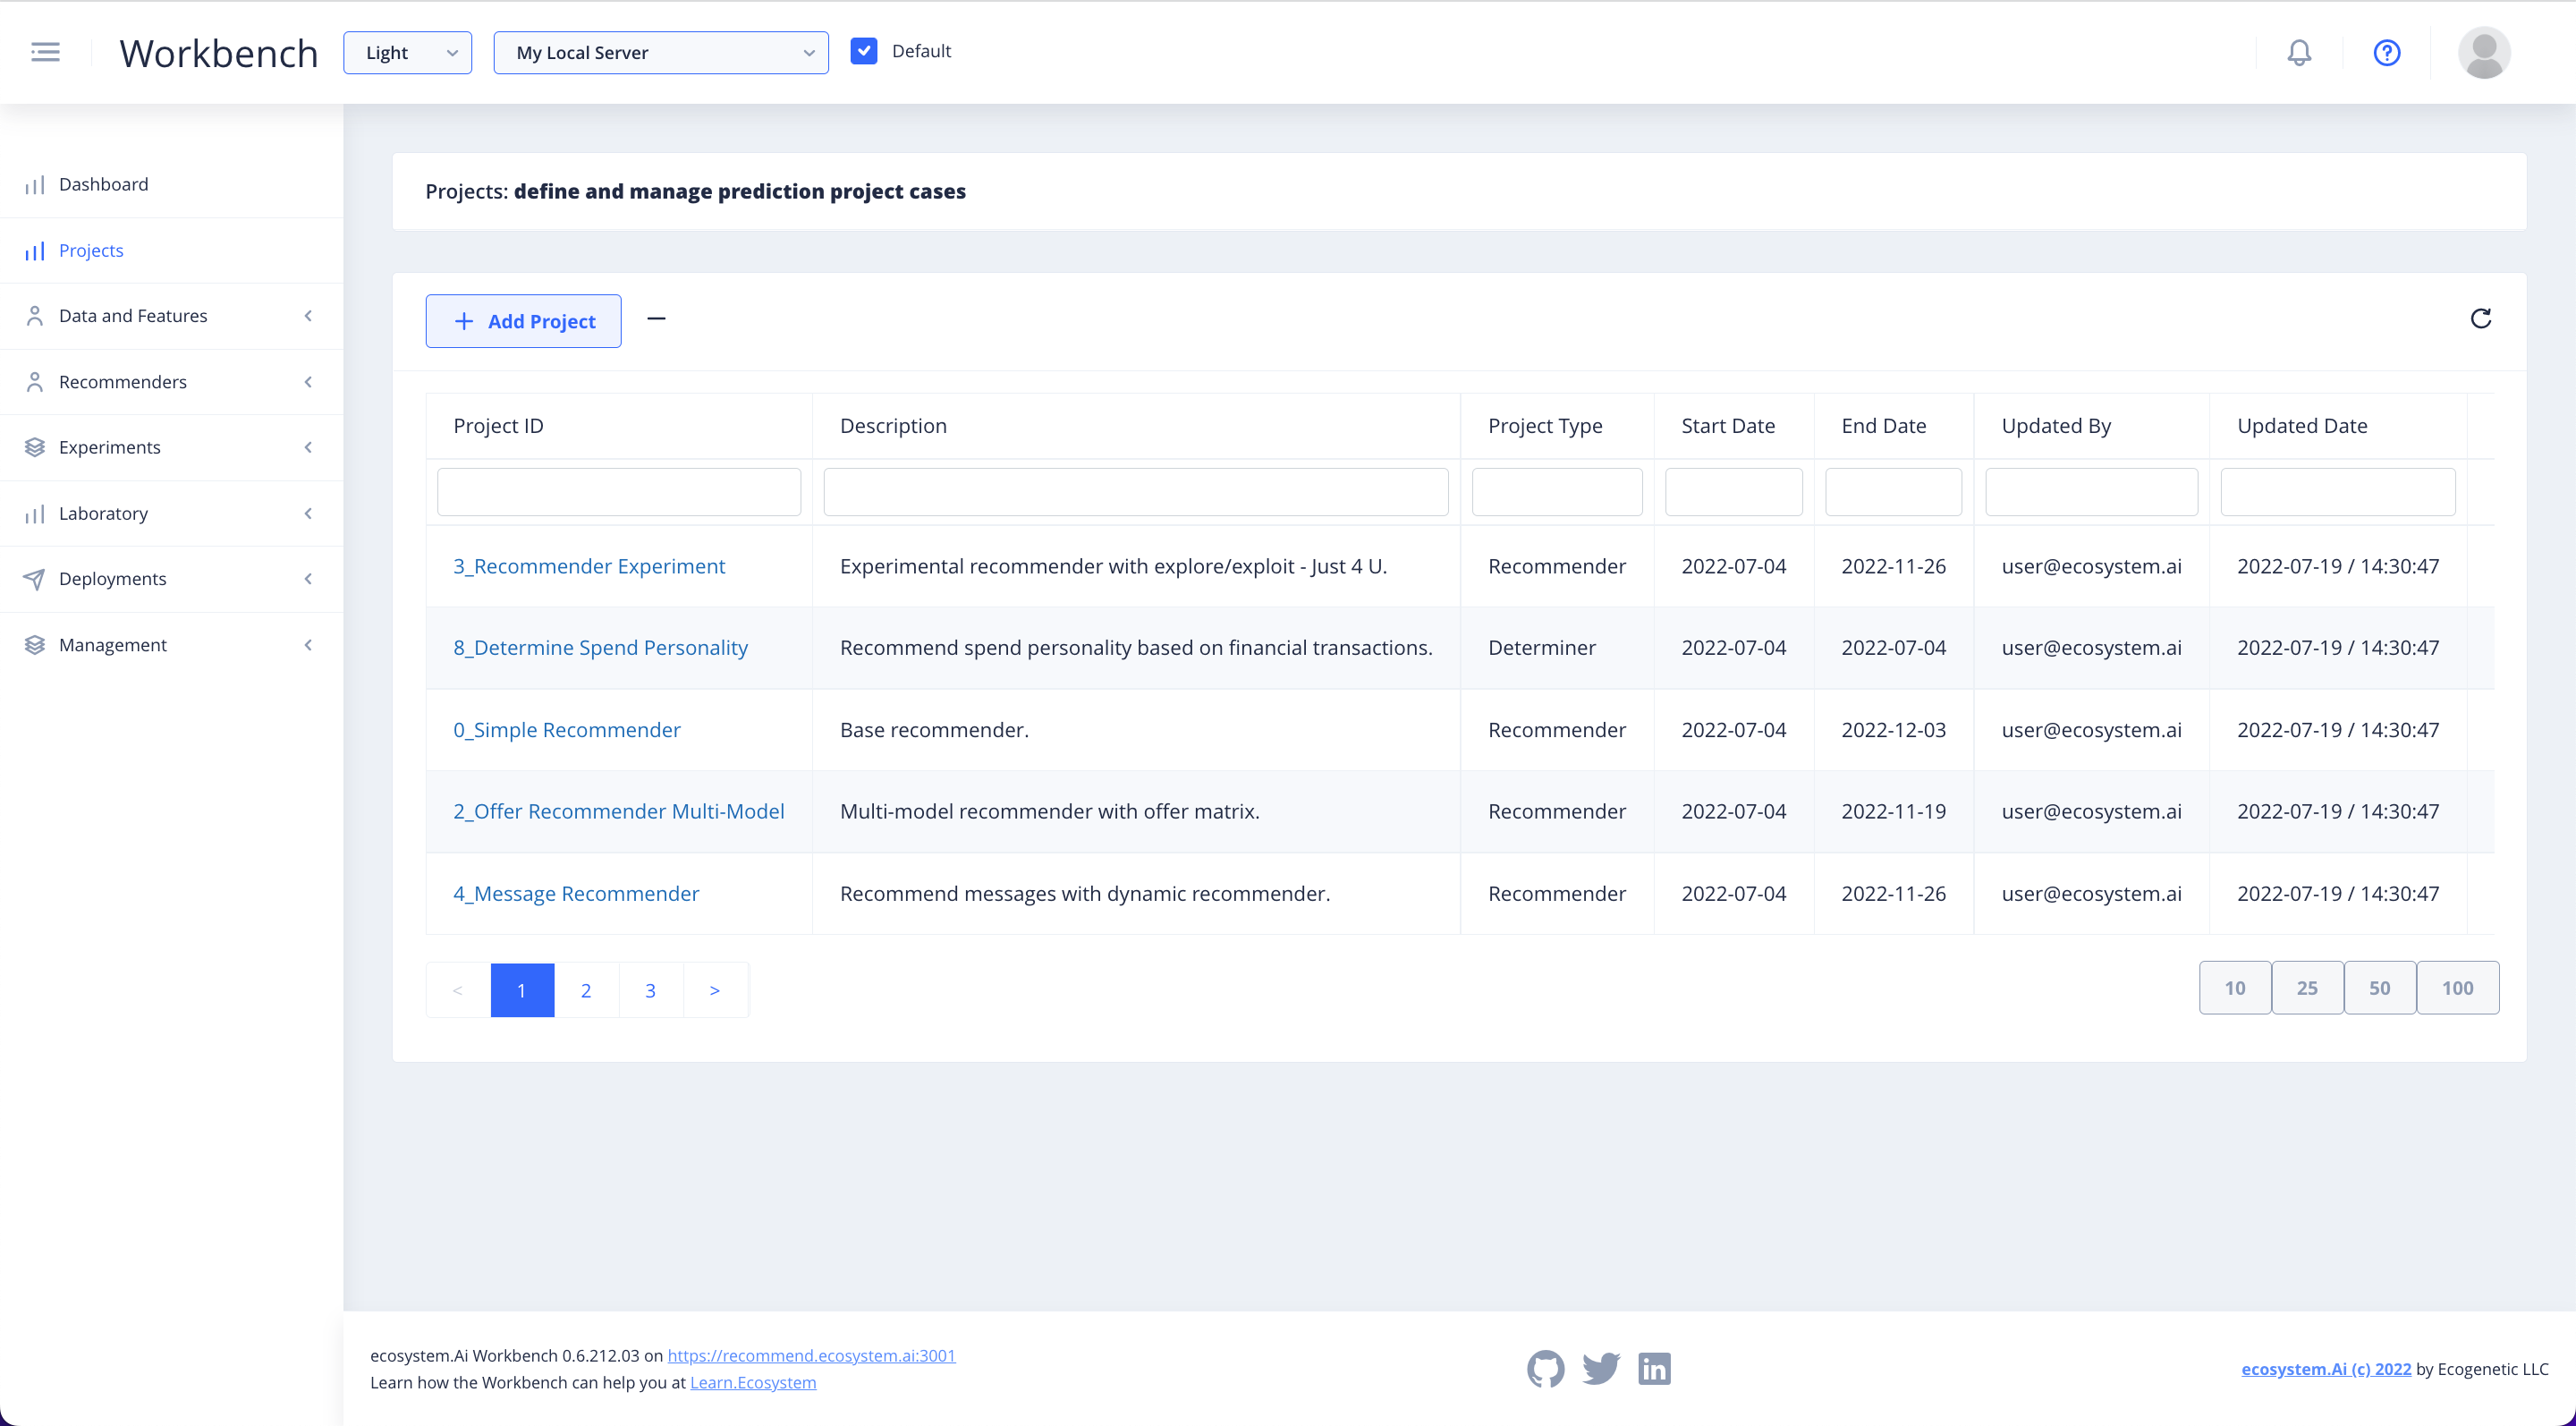 Workbench Light My Local Server Default
Dashboard
Projects
Data and Features
Recommenders
Experiments
Laboratory
Deployments
Management
Projects: define and manage prediction project cases
+ Add Project
Project ID Description Project Type Start Date End Date Updated By Updated Date
3_Recommender Experiment Experimental recommender with explore/exploit - Just 4 U. Recommender 2022-07-04 2022-11-26 user@ecosystem.ai 2022-07-19 / 14:30:47
8_Determine Spend Personality Recommend spend personality based on financial transactions. Determiner 2022-07-04 2022-07-04 user@ecosystem.ai 2022-07-19 / 14:30:47
0_Simple Recommender Base recommender. Recommender 2022-07-04 2022-12-03 user@ecosystem.ai 2022-07-19 / 14:30:47
2_Offer Recommender Multi-Model Multi-model recommender with offer matrix. Recommender 2022-07-04 2022-11-19 user@ecosystem.ai 2022-07-19 / 14:30:47
4_Message Recommender Recommend messages with dynamic recommender. Recommender 2022-07-04 2022-11-26 user@ecosystem.ai 2022-07-19 / 14:30:47
< 1 2 3 > 10 25 50 100
ecosystem.Ai Workbench 0.6.212.03 on https://recommend.ecosystem.ai:3001
Learn how the Workbench can help you at Learn.Ecosystem
in
ecosystem.Ai (c) 2022 by Ecogenetic LLC